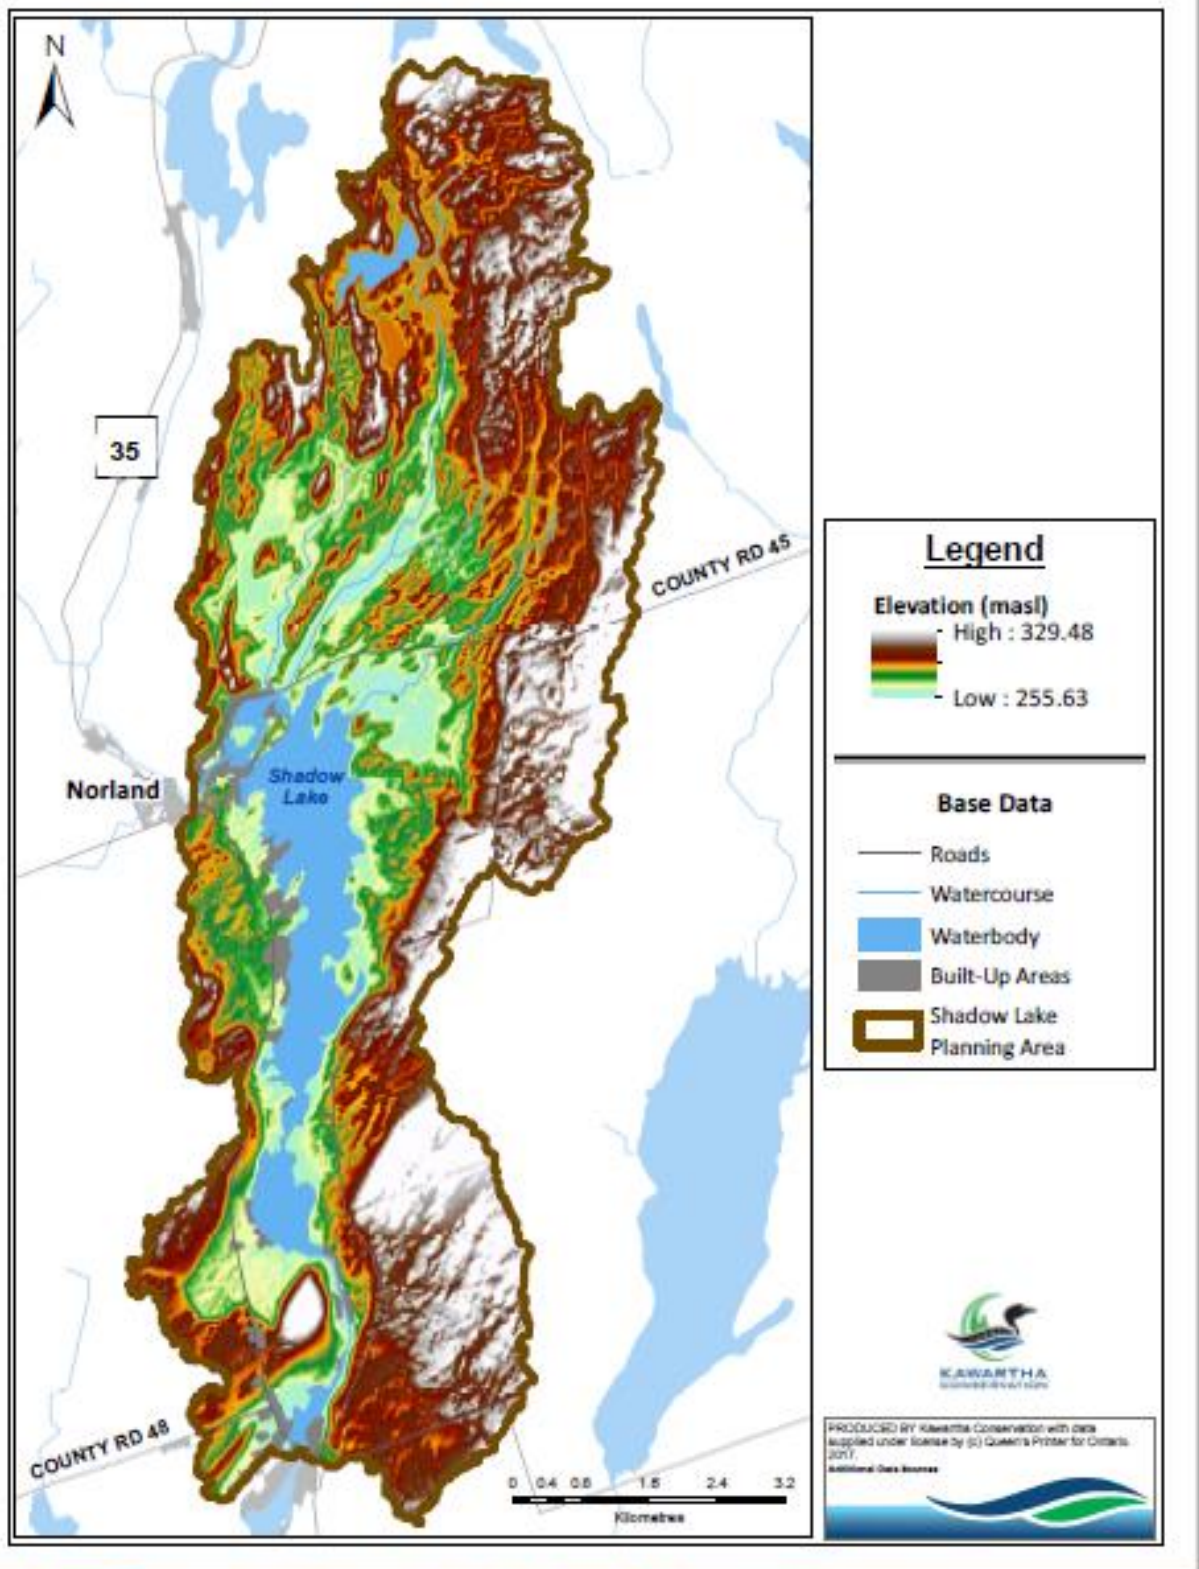 N
35
COUNTY RD 45
Norland
Shadow
Lake
COUNTY RD 48
0 0.4 0.8 1.6 2.4 3.2
Kilometres
Legend
Elevation (masl)
High : 329.48
Low : 255.63
Base Data
Roads
Watercourse
Waterbody
Built-Up Areas
Shadow Lake
Planning Area
KAWARTHA
CONSERVATION
PRODUCED BY Kawartha Conservation with data
supplied under license by (c) Queen's Printer for Ontario,
2017.
Additional Data Sources